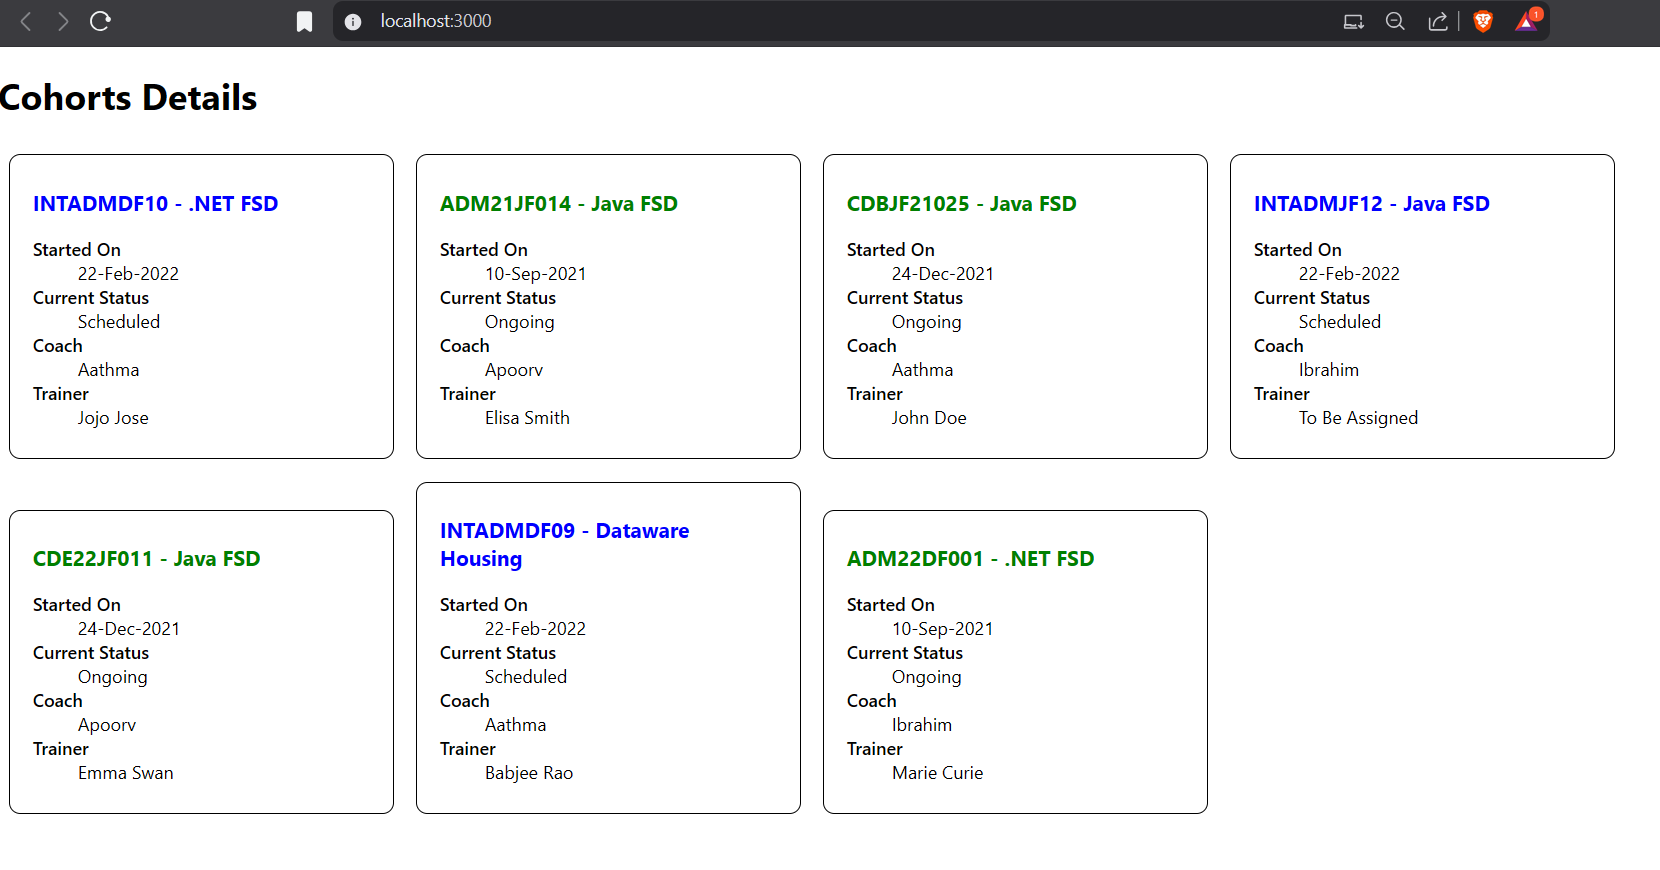 localhost:3000
1
Cohorts Details
INTADMDF10 - .NET FSD
Started On
22-Feb-2022
Current Status
Scheduled
Coach
Aathma
Trainer
Jojo Jose
ADM21JF014 - Java FSD
Started On
10-Sep-2021
Current Status
Ongoing
Coach
Apoorv
Trainer
Elisa Smith
CDBJF21025 - Java FSD
Started On
24-Dec-2021
Current Status
Ongoing
Coach
Aathma
Trainer
John Doe
INTADMJF12 - Java FSD
Started On
22-Feb-2022
Current Status
Scheduled
Coach
Ibrahim
Trainer
To Be Assigned
CDE22JF011 - Java FSD
Started On
24-Dec-2021
Current Status
Ongoing
Coach
Apoorv
Trainer
Emma Swan
INTADMDF09 - Dataware
Housing
Started On
22-Feb-2022
Current Status
Scheduled
Coach
Aathma
Trainer
Babjee Rao
ADM22DF001 - .NET FSD
Started On
10-Sep-2021
Current Status
Ongoing
Coach
Ibrahim
Trainer
Marie Curie